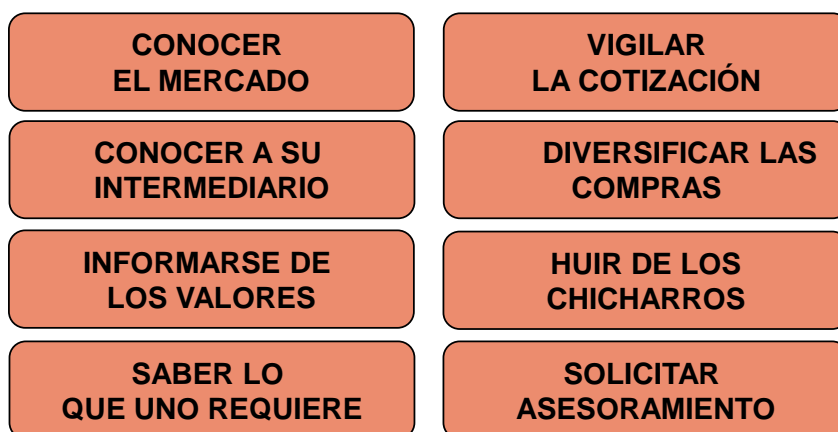 CONOCER
EL MERCADO
VIGILAR
LA COTIZACIÓN
CONOCER A SU
INTERMEDIARIO
DIVERSIFICAR LAS
COMPRAS
INFORMARSE DE
LOS VALORES
HUIR DE LOS
CHICHARROS
SABER LO
QUE UNO REQUIERE
SOLICITAR
ASESORAMIENTO